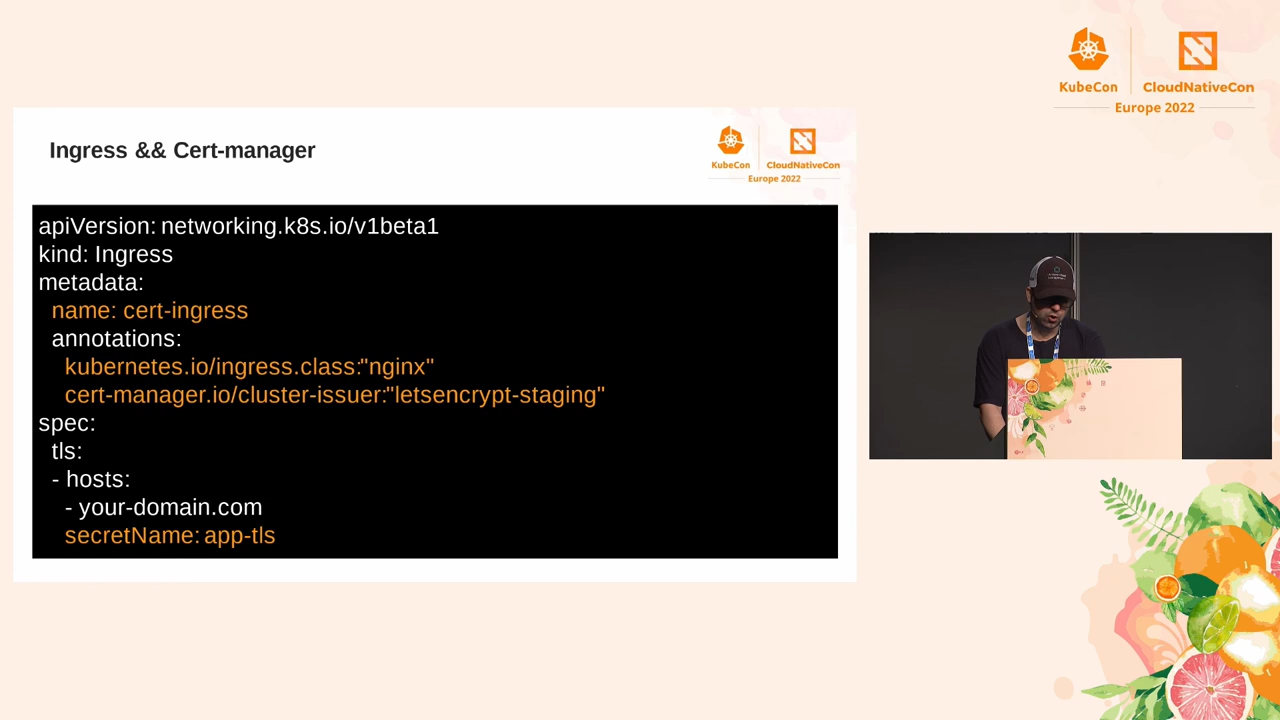 KubeCon
CloudNativeCon
Europe 2022
Ingress && Cert-manager
KubeCon
CloudNativeCon
Europe 2022
apiVersion: networking.k8s.io/v1beta1
kind: Ingress
metadata:
name: cert-ingress
annotations:
kubernetes.io/ingress.class:"nginx"
cert-manager.io/cluster-issuer:"letsencrypt-staging"
spec:
tls:
- hosts:
- your-domain.com
secretName: app-tls